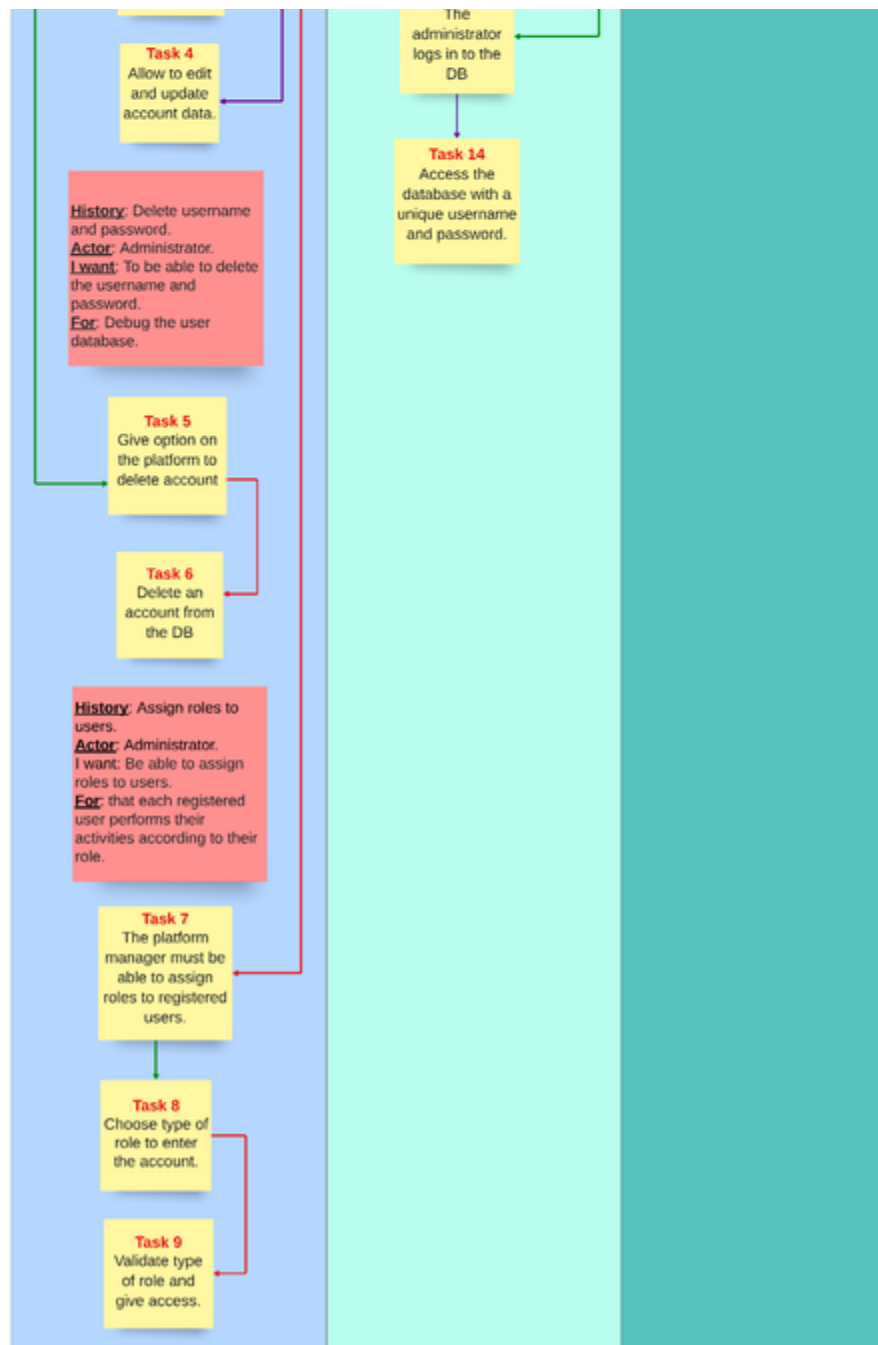 Task 4
Allow to edit
and update
account data.
History: Delete username
and password.
Actor: Administrator.
I want: To be able to delete
the username and
password.
For: Debug the user
database.
Task 5
Give option on
the platform to
delete account
Task 6
Delete an
account from
the DB
History: Assign roles to
users.
Actor: Administrator.
I want: Be able to assign
roles to users.
For: that each registered
user performs their
activities according to their
role.
Task 7
The platform
manager must be
able to assign
roles to registered
users.
Task 8
Choose type of
role to enter
the account.
Task 9
Validate type
of role and
give access.
The
administrator
logs in to the
DB
Task 14
Access the
database with a
unique username
and password.